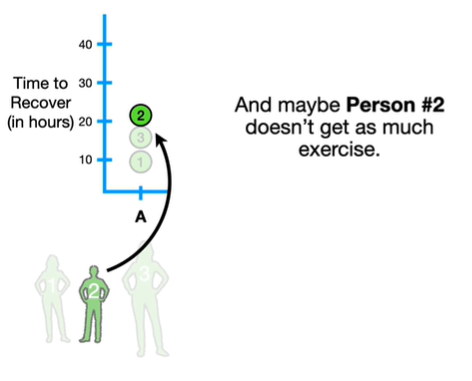 40
Time to
Recover
(in hours)
30
20
10
2
3
1
A
And maybe Person #2
doesn't get as much
exercise.
1
2
3